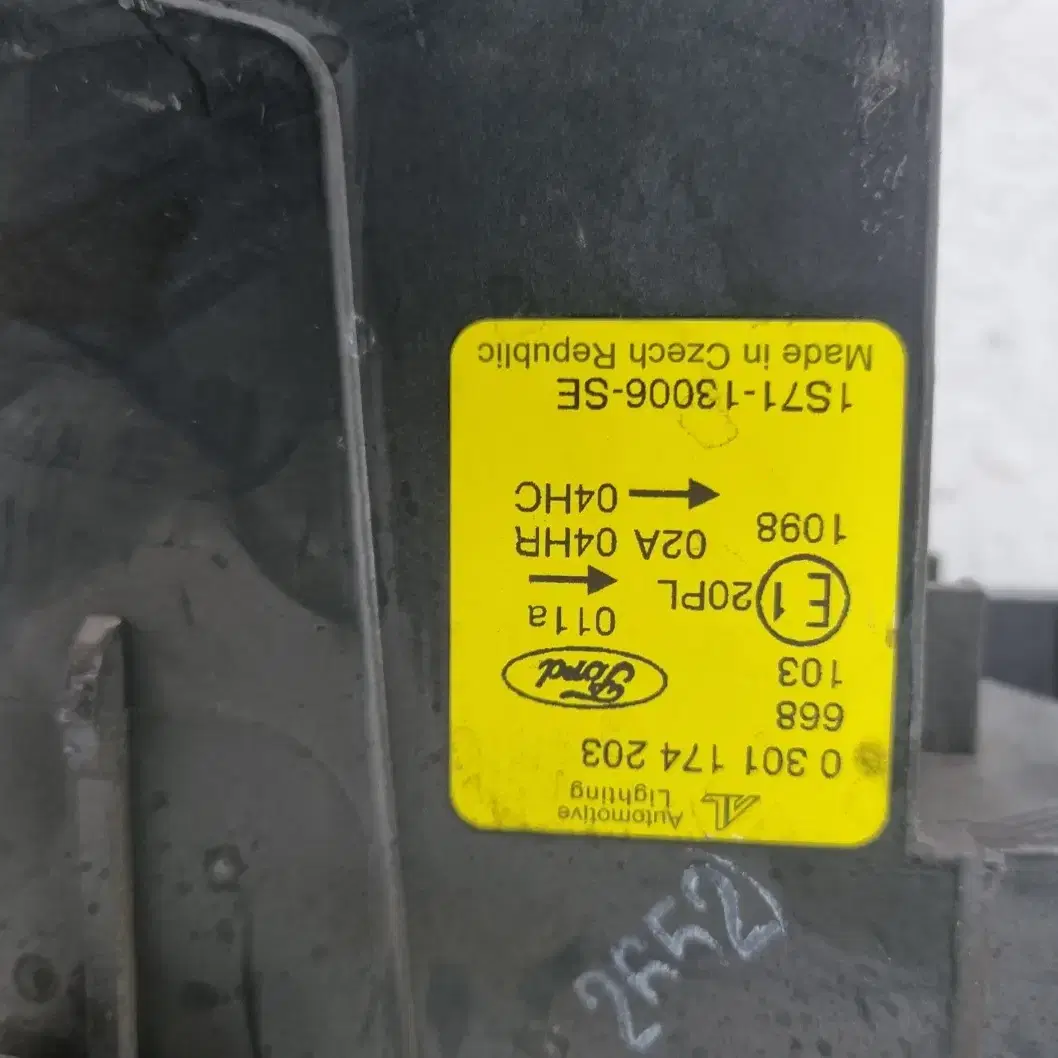 Automotive
Lighting
0 301 174 203
668
103
Ford
011a
E1 20PL
02A 04HR
1098
04HC
1S71-13006-SE
Made in Czech Republic
2552